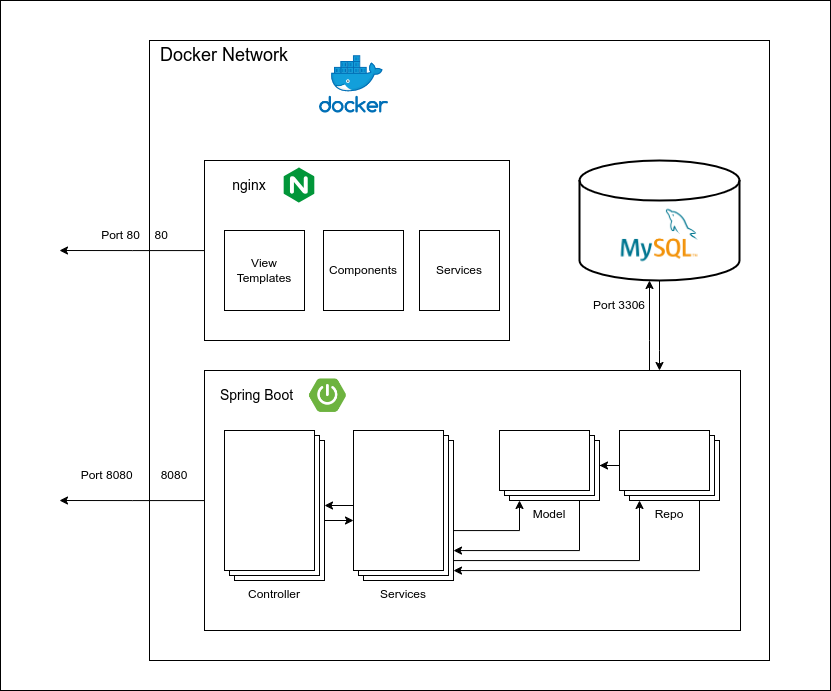 Docker Network
docker
nginx
N
View
Templates
Components
Services
MySQL
Port 80
80
Port 3306
Spring Boot
Port 8080
8080
Model
Repo
Controller
Services